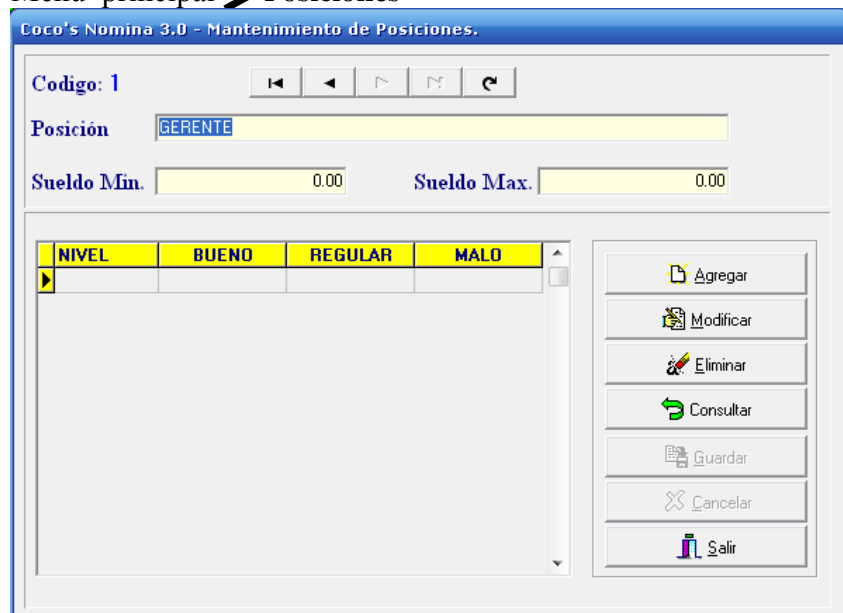 Menú principal Posiciones
Coco's Nomina 3.0 - Mantenimiento de Posiciones.
Codigo: 1
Posición GERENTE
Sueldo Min. 0.00 Sueldo Max. 0.00
NIVEL BUENO REGULAR MALO
Agregar
Modificar
Eliminar
Consultar
Guardar
Cancelar
Salir